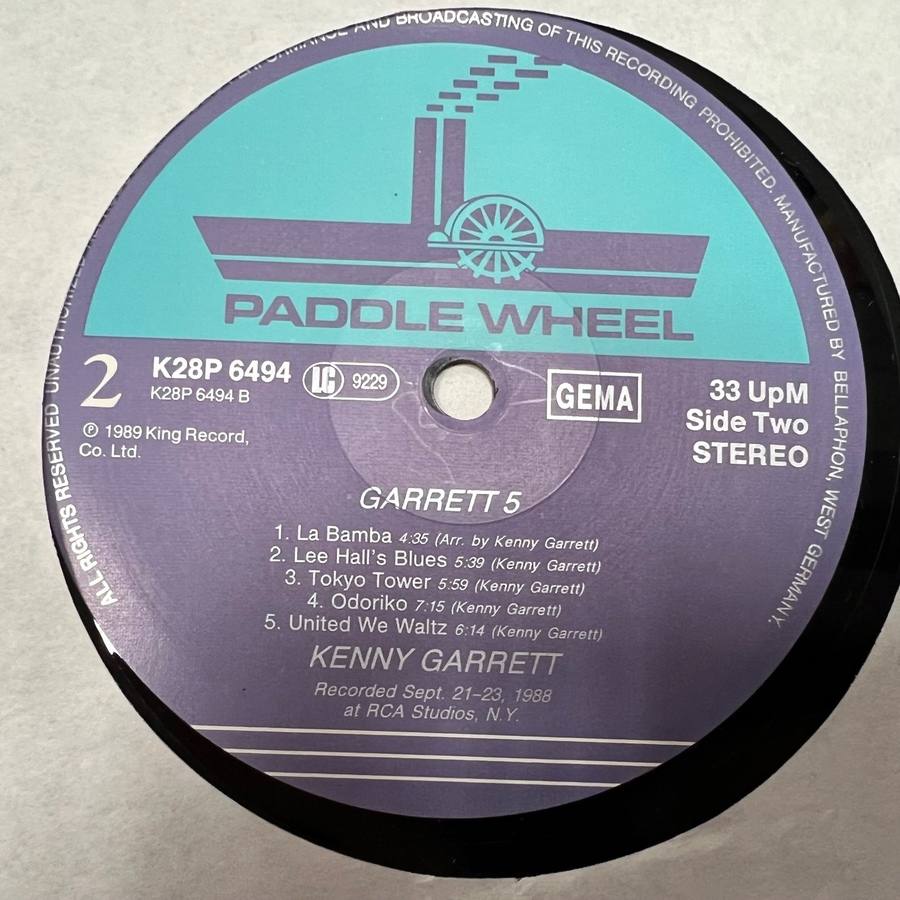 PERFORMANCE AND BROADCASTING OF THIS RECORDING PROHIBITED. MANUFACTURED BY BELLAPHON, WEST GERMANY.
PADDLE WHEEL
2
K28P 6494
K28P 6494 B
LC 9229
GEMA
33 UpM
Side Two
STEREO
℗ 1989 King Record,
Co. Ltd.
GARRETT 5
1. La Bamba 4:35 (Arr. by Kenny Garrett)
2. Lee Hall's Blues 5:39 (Kenny Garrett)
3. Tokyo Tower 5:59 (Kenny Garrett)
4. Odoriko 7:15 (Kenny Garrett)
5. United We Waltz 6:14 (Kenny Garrett)
KENNY GARRETT
Recorded Sept. 21-23, 1988
at RCA Studios, N.Y.
ALL RIGHTS RESERVED